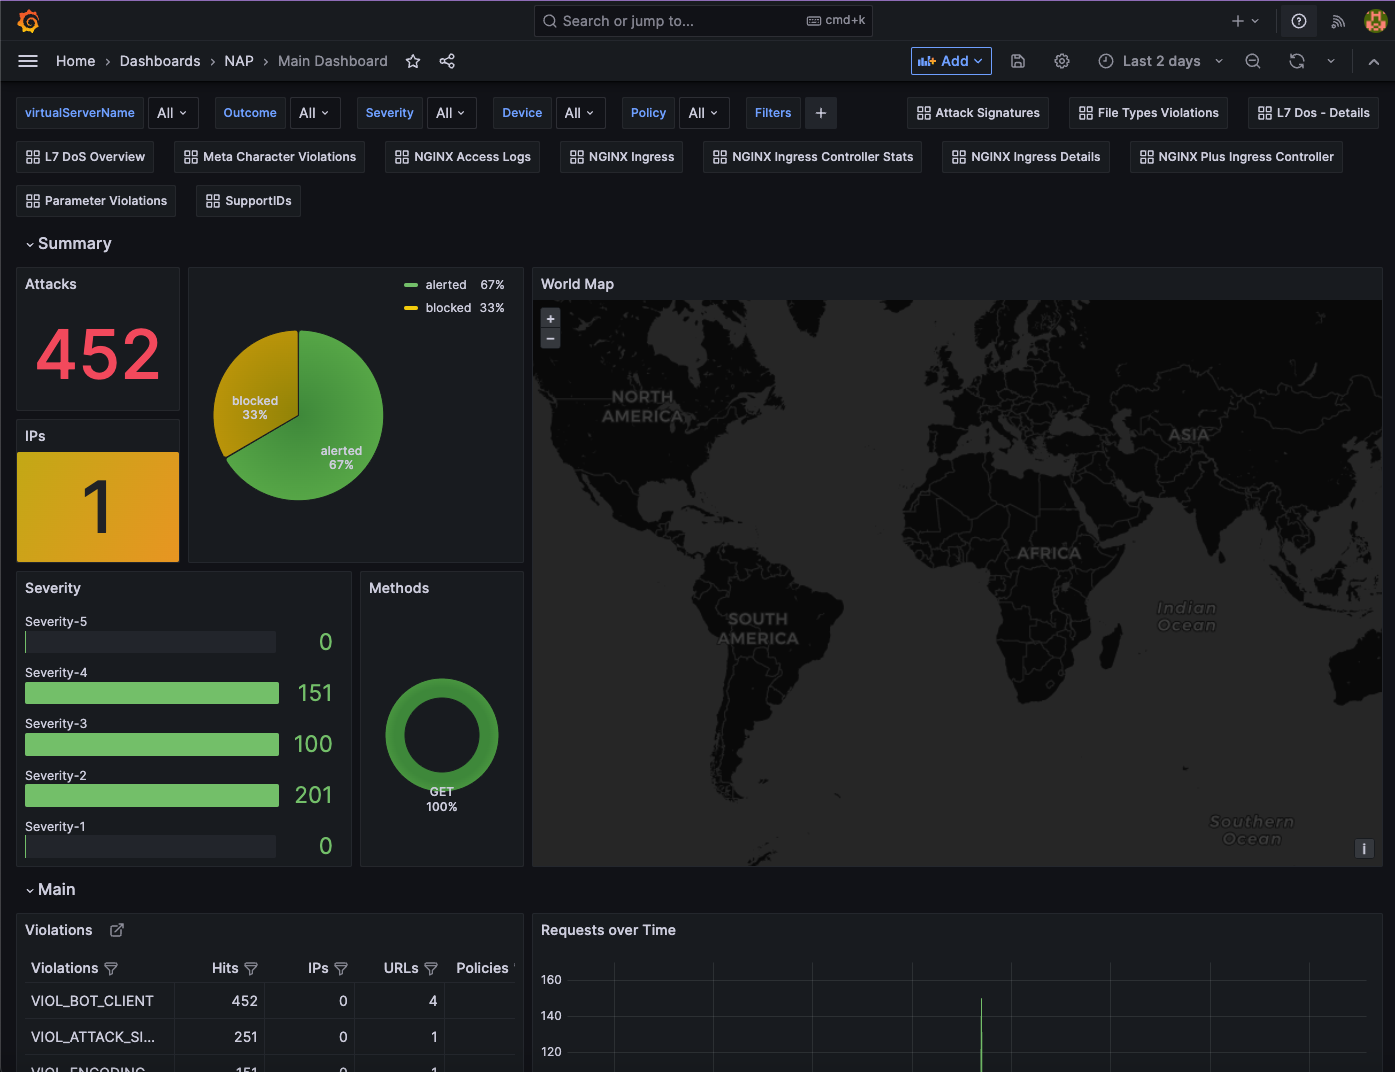 Search or jump to...
cmd+k
Home › Dashboards › NAP › Main Dashboard
Add
Last 2 days
virtualServerName All
Outcome All
Severity All
Device All
Policy All
Filters +
Attack Signatures
File Types Violations
L7 Dos - Details
L7 DoS Overview
Meta Character Violations
NGINX Access Logs
NGINX Ingress
NGINX Ingress Controller Stats
NGINX Ingress Details
NGINX Plus Ingress Controller
Parameter Violations
SupportIDs
Summary
Attacks
452
IPs
1
alerted 67%
blocked 33%
blocked
33%
alerted
67%
World Map
+
−
NORTH
AMERICA
ASIA
AFRICA
SOUTH
AMERICA
Indian
Ocean
Southern
Ocean
i
Severity
Severity-5
0
Severity-4
151
Severity-3
100
Severity-2
201
Severity-1
0
Methods
GET
100%
Main
Violations
Violations Hits IPs URLs Policies
VIOL_BOT_CLIENT 452 0 4
VIOL_ATTACK_SI... 251 0 1
VIOL_ENCODING 151 0 1
Requests over Time
160
140
120